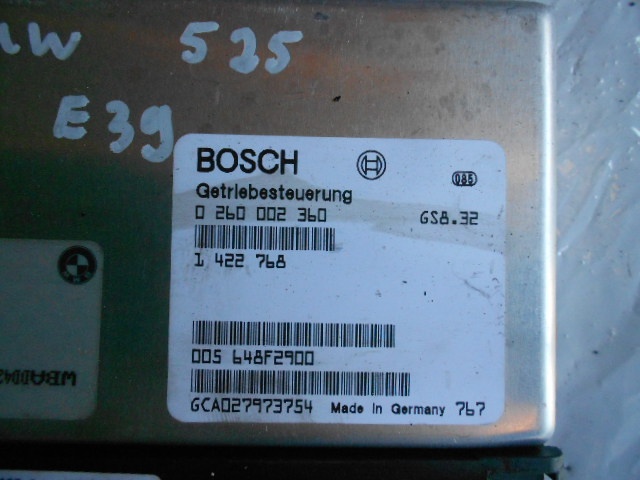 525
E39
BOSCH
085
Getriebesteuerung
0 260 002 360 GS8.32
1 422 768
005 648F2900
GCA027973754 Made in Germany 767